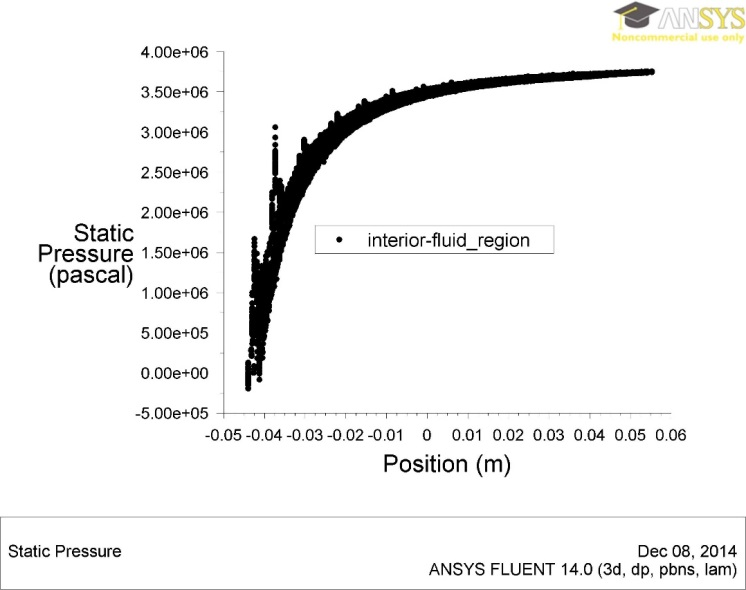 ANSYS
Noncommercial use only
4.00e+06
3.50e+06
3.00e+06
2.50e+06
2.00e+06
1.50e+06
1.00e+06
5.00e+05
0.00e+00
-5.00e+05
Static
Pressure
(pascal)
interior-fluid_region
-0.05 -0.04 -0.03 -0.02 -0.01 0 0.01 0.02 0.03 0.04 0.05 0.06
Position (m)
Static Pressure
Dec 08, 2014
ANSYS FLUENT 14.0 (3d, dp, pbns, lam)